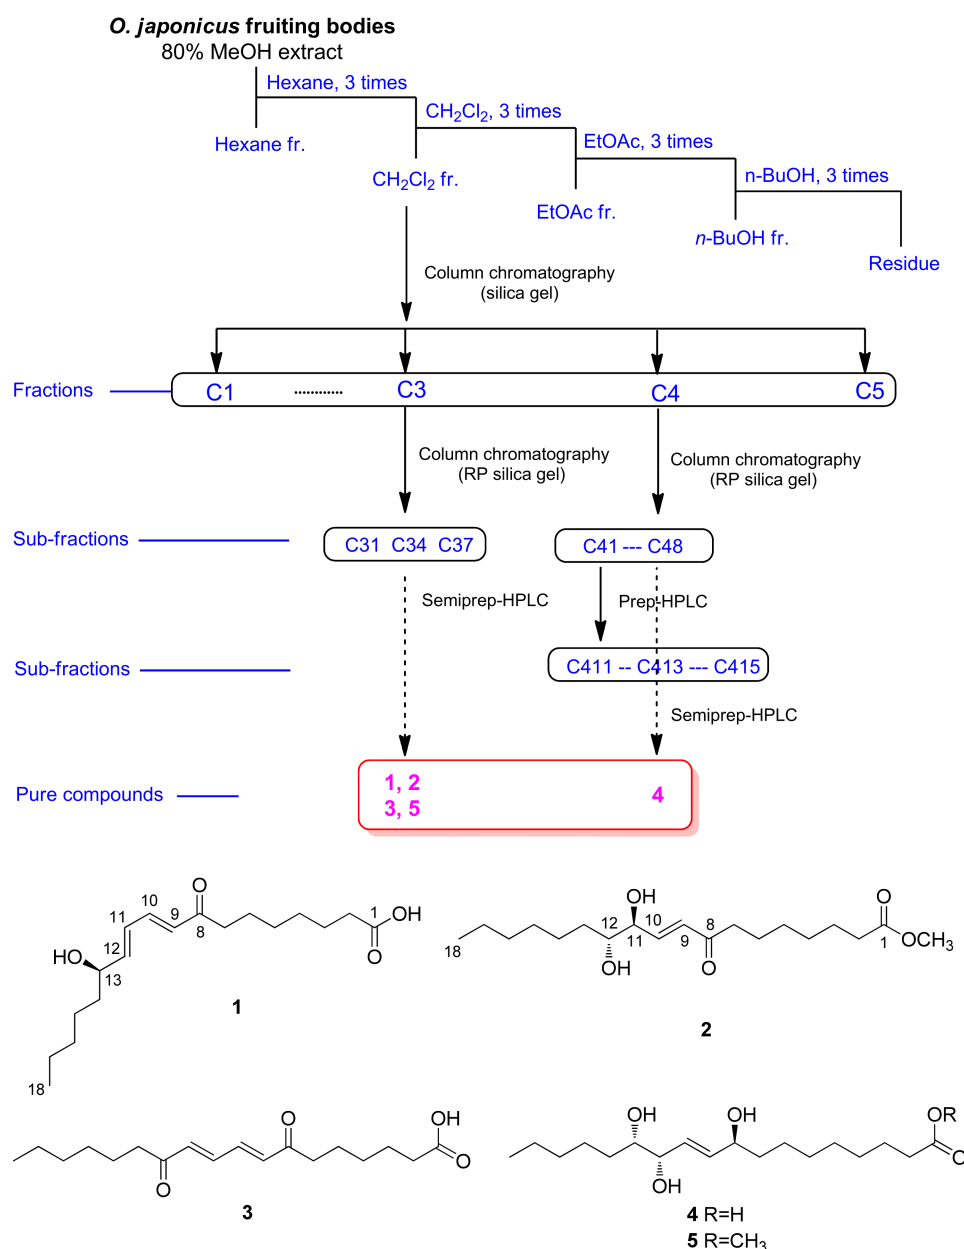 O. japonicus fruiting bodies
80% MeOH extract
Hexane, 3 times
CH2Cl2, 3 times
EtOAc, 3 times
n-BuOH, 3 times
Hexane fr.
CH2Cl2 fr.
EtOAc fr.
n-BuOH fr.
Residue
Column chromatography
(silica gel)
Fractions
C1 ............ C3 C4 C5
Column chromatography
(RP silica gel)
Column chromatography
(RP silica gel)
Sub-fractions
C31 C34 C37
C41 --- C48
Semiprep-HPLC
Prep-HPLC
Sub-fractions
C411 -- C413 --- C415
Semiprep-HPLC
Pure compounds
1, 2
3, 5
4
O
10
11
9
8
1
OH
O
12
HO
13
18
1
OH
O
12
10
8
18
11
9
1
OCH3
OH
O
2
O
OH
O
O
3
OH
OH
OR
O
OH
4 R=H
5 R=CH3